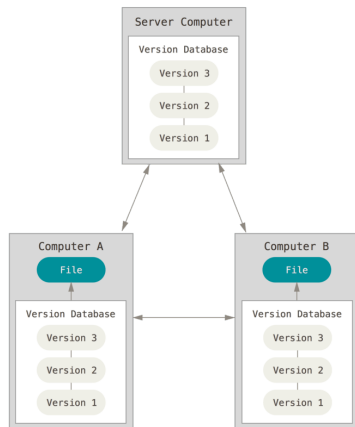 Server Computer
Version Database
Version 3
Version 2
Version 1
Computer A
File
Version Database
Version 3
Version 2
Version 1
Computer B
File
Version Database
Version 3
Version 2
Version 1